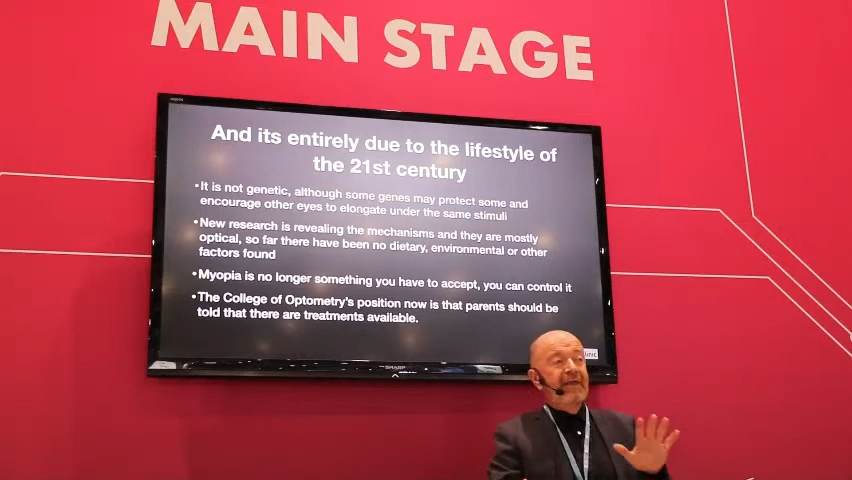 MAIN STAGE
And its entirely due to the lifestyle of
the 21st century
•It is not genetic, although some genes may protect some and
encourage other eyes to elongate under the same stimuli
•New research is revealing the mechanisms and they are mostly
optical, so far there have been no dietary, environmental or other
factors found
•Myopia is no longer something you have to accept, you can control it
•The College of Optometry's position now is that parents should be
told that there are treatments available.
SHARP